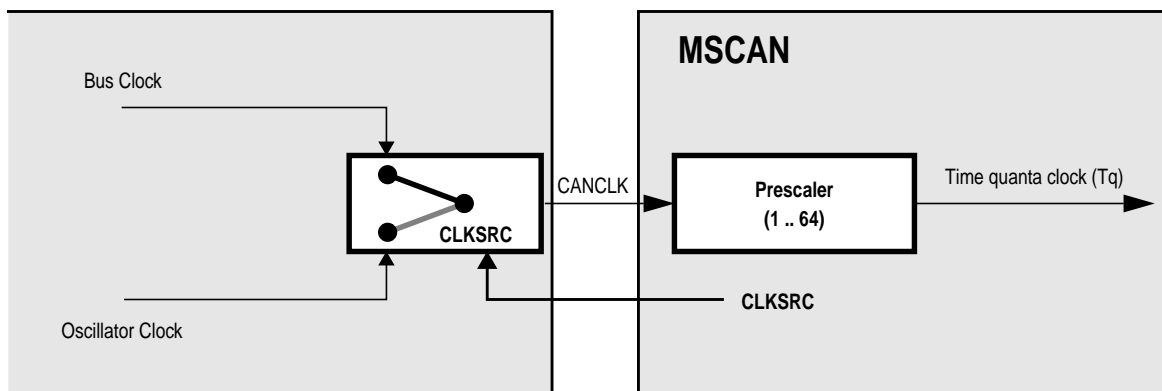 MSCAN
Bus Clock
CANCLK
Time quanta clock (Tq)
Prescaler
(1 .. 64)
CLKSRC
CLKSRC
Oscillator Clock